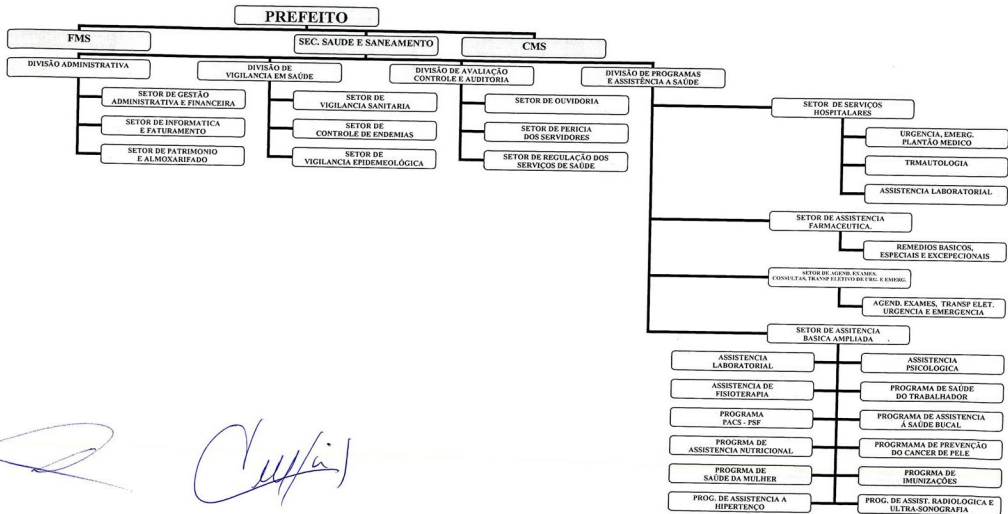 PREFEITO
FMS
SEC. SAUDE E SANEAMENTO
CMS
DIVISÃO ADMINISTRATIVA
SETOR DE GESTÃO
ADMINISTRATIVA E FINANCEIRA
SETOR DE INFORMATICA
E FATURAMENTO
SETOR DE PATRIMONIO
E ALMOXARIFADO
DIVISÃO DE
VIGILANCIA EM SAÚDE
SETOR DE
VIGILANCIA SANITARIA
SETOR DE
CONTROLE DE ENDEMIAS
SETOR DE
VIGILANCIA EPIDEMEOLÓGICA
DIVISÃO DE AVALIAÇÃO
CONTROLE E AUDITORIA
SETOR DE OUVIDORIA
SETOR DE PERICIA
DOS SERVIDORES
SETOR DE REGULAÇÃO DOS
SERVIÇOS DE SAÚDE
DIVISÃO DE PROGRAMAS
E ASSISTÊNCIA A SAÚDE
SETOR DE SERVIÇOS
HOSPITALARES
URGENCIA, EMERG.
PLANTÃO MEDICO
TRMAUTOLOGIA
ASSISTENCIA LABORATORIAL
SETOR DE ASSISTENCIA
FARMACEUTICA.
REMEDIOS BASICOS,
ESPECIAIS E EXCEPECIONAIS
SETOR DE AGEND. EXAMES.
CONSULTAS, TRANSP ELETIVO DE URG. E EMERG.
AGEND. EXAMES, TRANSP ELET.
URGENCIA E EMERGENCIA
SETOR DE ASSITENCIA
BASICA AMPLIADA
ASSISTENCIA
LABORATORIAL
ASSISTENCIA
PSICOLOGICA
ASSISTENCIA DE
FISIOTERAPIA
PROGRAMA DE SAÚDE
DO TRABALHADOR
PROGRAMA
PACS - PSF
PROGRAMA DE ASSISTENCIA
Á SAÚDE BUCAL
PROGRMA DE
ASSISTENCIA NUTRICIONAL
PROGRMAMA DE PREVENÇÃO
DO CANCER DE PELE
PROGRMA DE
SAÚDE DA MULHER
PROGRMA DE
IMUNIZAÇÕES
PROG. DE ASSISTENCIA A
HIPERTENÇO
PROG. DE ASSIST. RADIOLOGICA E
ULTRA-SONOGRAFIA